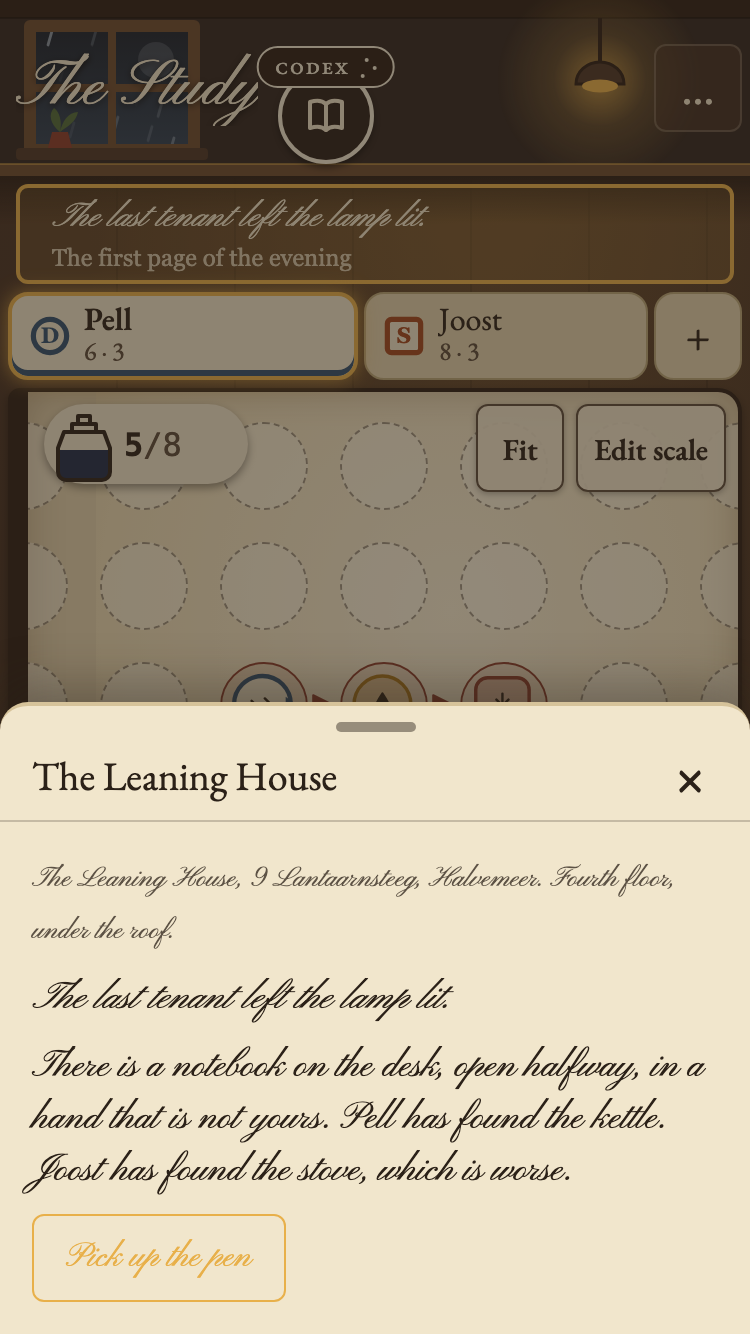 The Study
CODEX
...
The last tenant left the lamp lit.
The first page of the evening
D
Pell
6 · 3
S
Joost
8 · 3
+
5/8
Fit
Edit scale
The Leaning House
×
The Leaning House, 9 Lantaarnsteeg, Halvemeer. Fourth floor,
under the roof.
The last tenant left the lamp lit.
There is a notebook on the desk, open halfway, in a
hand that is not yours. Pell has found the kettle.
Joost has found the stove, which is worse.
Pick up the pen